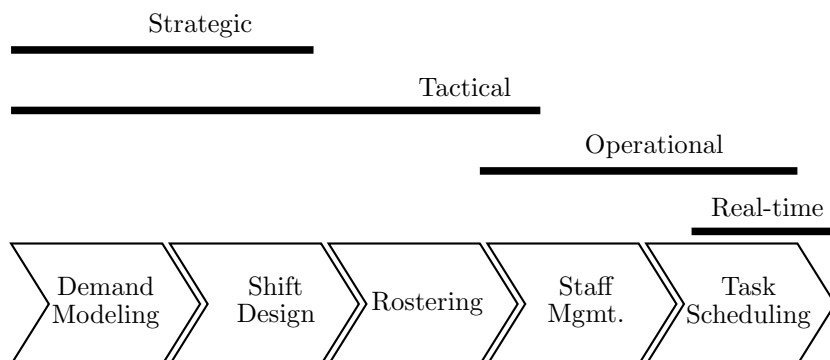 Strategic
Tactical
Operational
Real-time
Demand
Modeling
Shift
Design
Rostering
Staff
Mgmt.
Task
Scheduling